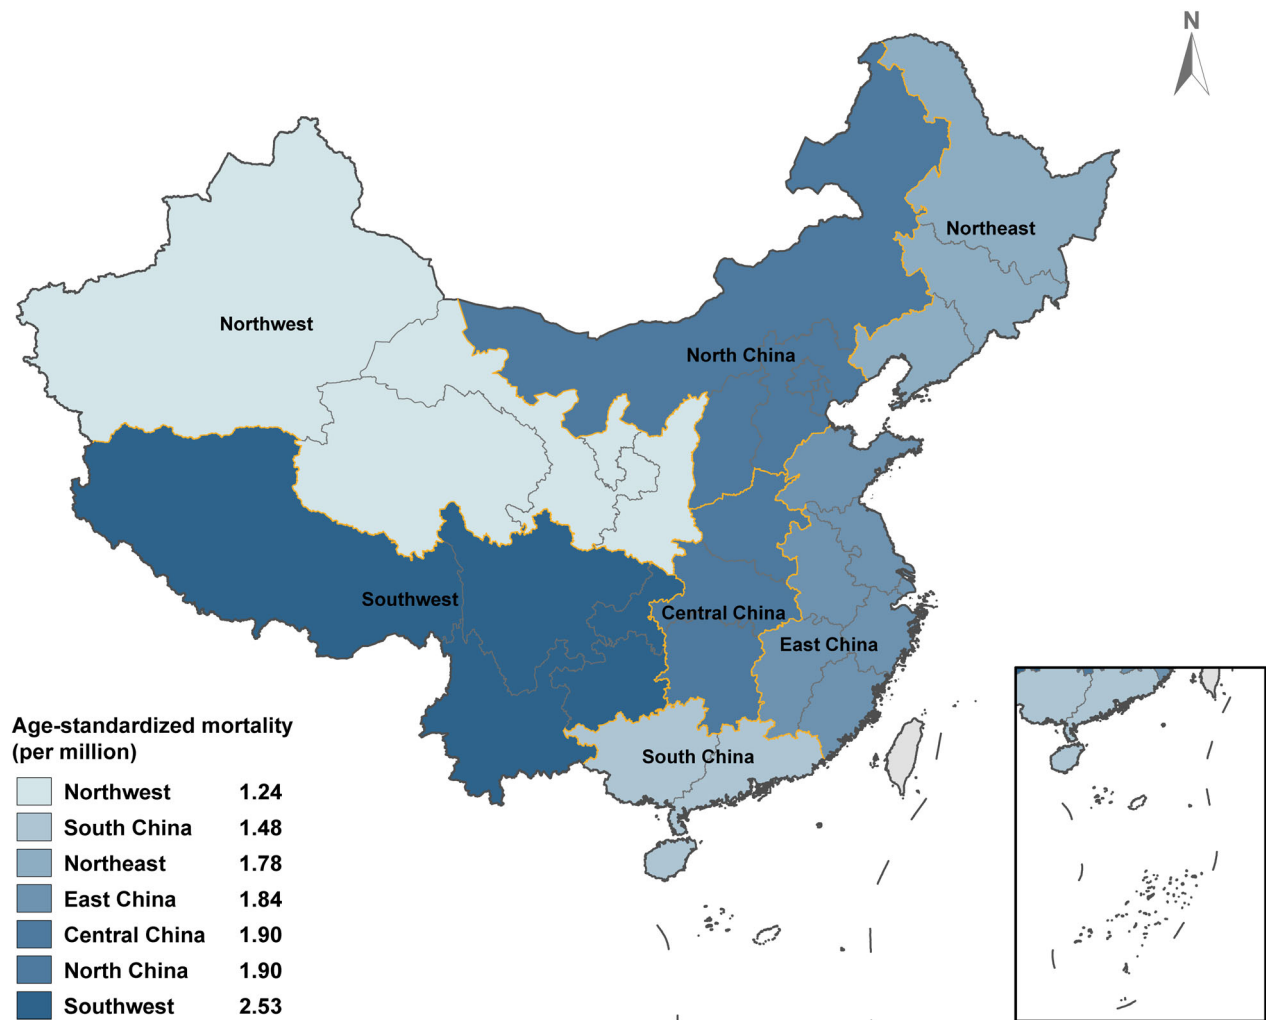 N
Northeast
Northwest
North China
Southwest
Central China
East China
South China
Age-standardized mortality
(per million)
Northwest 1.24
South China 1.48
Northeast 1.78
East China 1.84
Central China 1.90
North China 1.90
Southwest 2.53